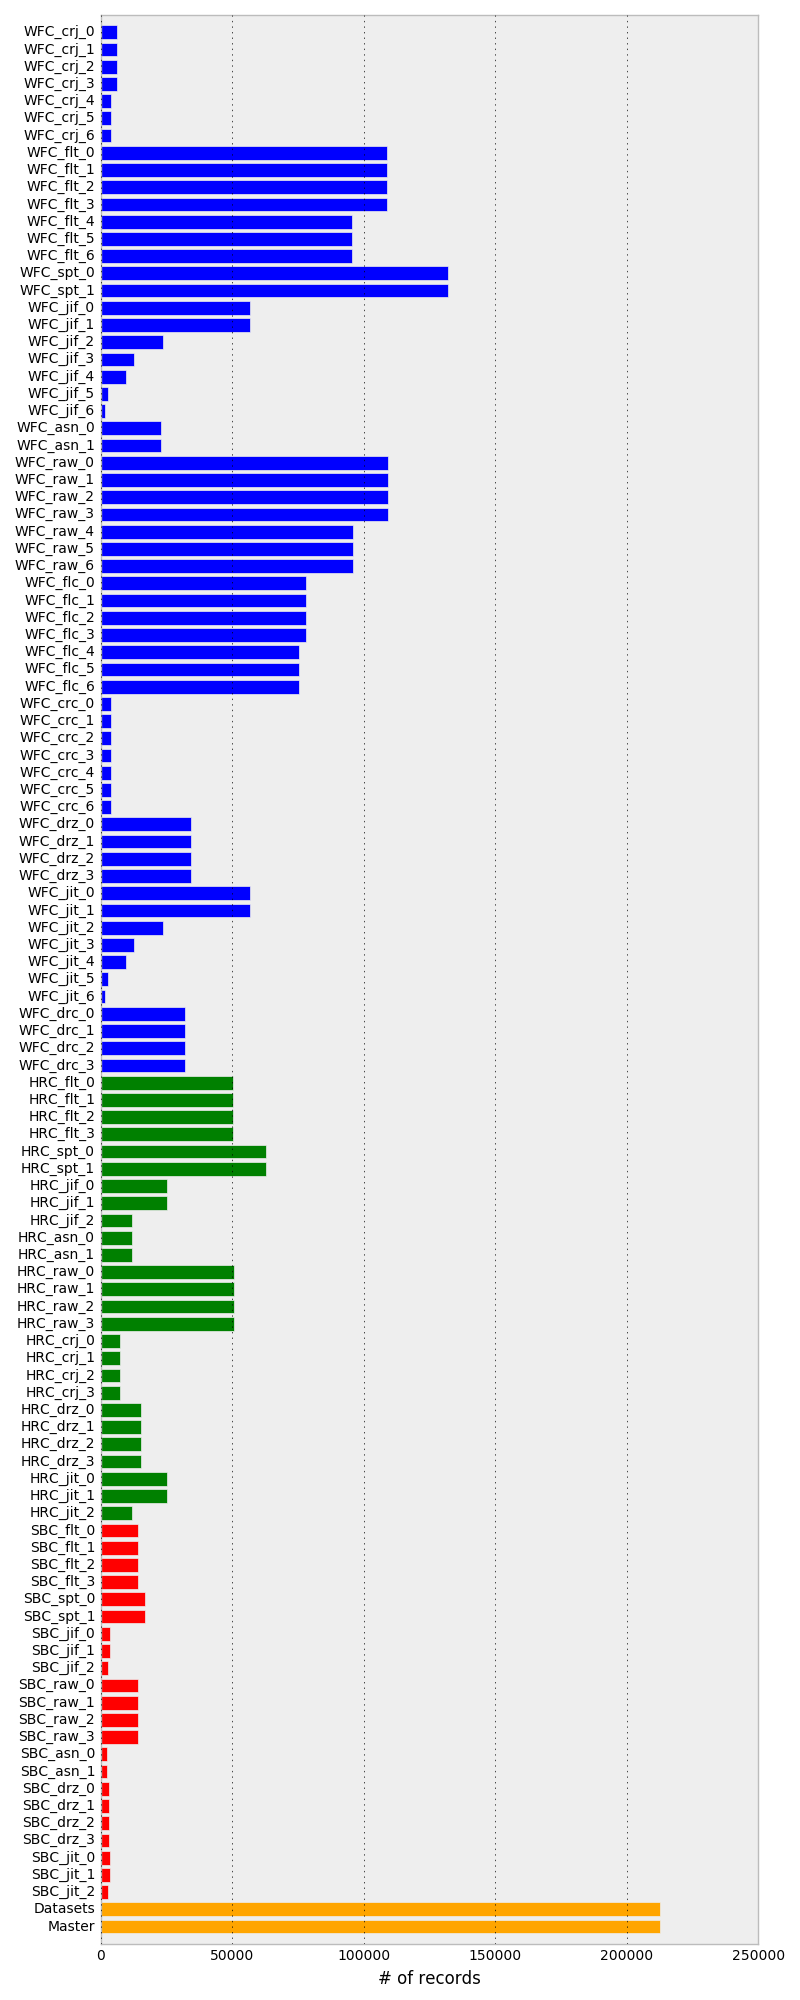 WFC_crj_0
WFC_crj_1
WFC_crj_2
WFC_crj_3
WFC_crj_4
WFC_crj_5
WFC_crj_6
WFC_flt_0
WFC_flt_1
WFC_flt_2
WFC_flt_3
WFC_flt_4
WFC_flt_5
WFC_flt_6
WFC_spt_0
WFC_spt_1
WFC_jif_0
WFC_jif_1
WFC_jif_2
WFC_jif_3
WFC_jif_4
WFC_jif_5
WFC_jif_6
WFC_asn_0
WFC_asn_1
WFC_raw_0
WFC_raw_1
WFC_raw_2
WFC_raw_3
WFC_raw_4
WFC_raw_5
WFC_raw_6
WFC_flc_0
WFC_flc_1
WFC_flc_2
WFC_flc_3
WFC_flc_4
WFC_flc_5
WFC_flc_6
WFC_crc_0
WFC_crc_1
WFC_crc_2
WFC_crc_3
WFC_crc_4
WFC_crc_5
WFC_crc_6
WFC_drz_0
WFC_drz_1
WFC_drz_2
WFC_drz_3
WFC_jit_0
WFC_jit_1
WFC_jit_2
WFC_jit_3
WFC_jit_4
WFC_jit_5
WFC_jit_6
WFC_drc_0
WFC_drc_1
WFC_drc_2
WFC_drc_3
HRC_flt_0
HRC_flt_1
HRC_flt_2
HRC_flt_3
HRC_spt_0
HRC_spt_1
HRC_jif_0
HRC_jif_1
HRC_jif_2
HRC_asn_0
HRC_asn_1
HRC_raw_0
HRC_raw_1
HRC_raw_2
HRC_raw_3
HRC_crj_0
HRC_crj_1
HRC_crj_2
HRC_crj_3
HRC_drz_0
HRC_drz_1
HRC_drz_2
HRC_drz_3
HRC_jit_0
HRC_jit_1
HRC_jit_2
SBC_flt_0
SBC_flt_1
SBC_flt_2
SBC_flt_3
SBC_spt_0
SBC_spt_1
SBC_jif_0
SBC_jif_1
SBC_jif_2
SBC_raw_0
SBC_raw_1
SBC_raw_2
SBC_raw_3
SBC_asn_0
SBC_asn_1
SBC_drz_0
SBC_drz_1
SBC_drz_2
SBC_drz_3
SBC_jit_0
SBC_jit_1
SBC_jit_2
Datasets
Master
0 50000 100000 150000 200000 250000
# of records